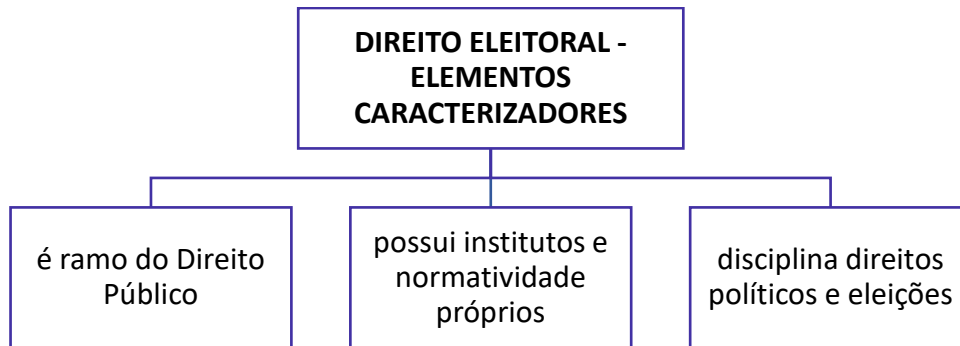 DIREITO ELEITORAL -
ELEMENTOS
CARACTERIZADORES
é ramo do Direito
Público
possui institutos e
normatividade
próprios
disciplina direitos
políticos e eleições